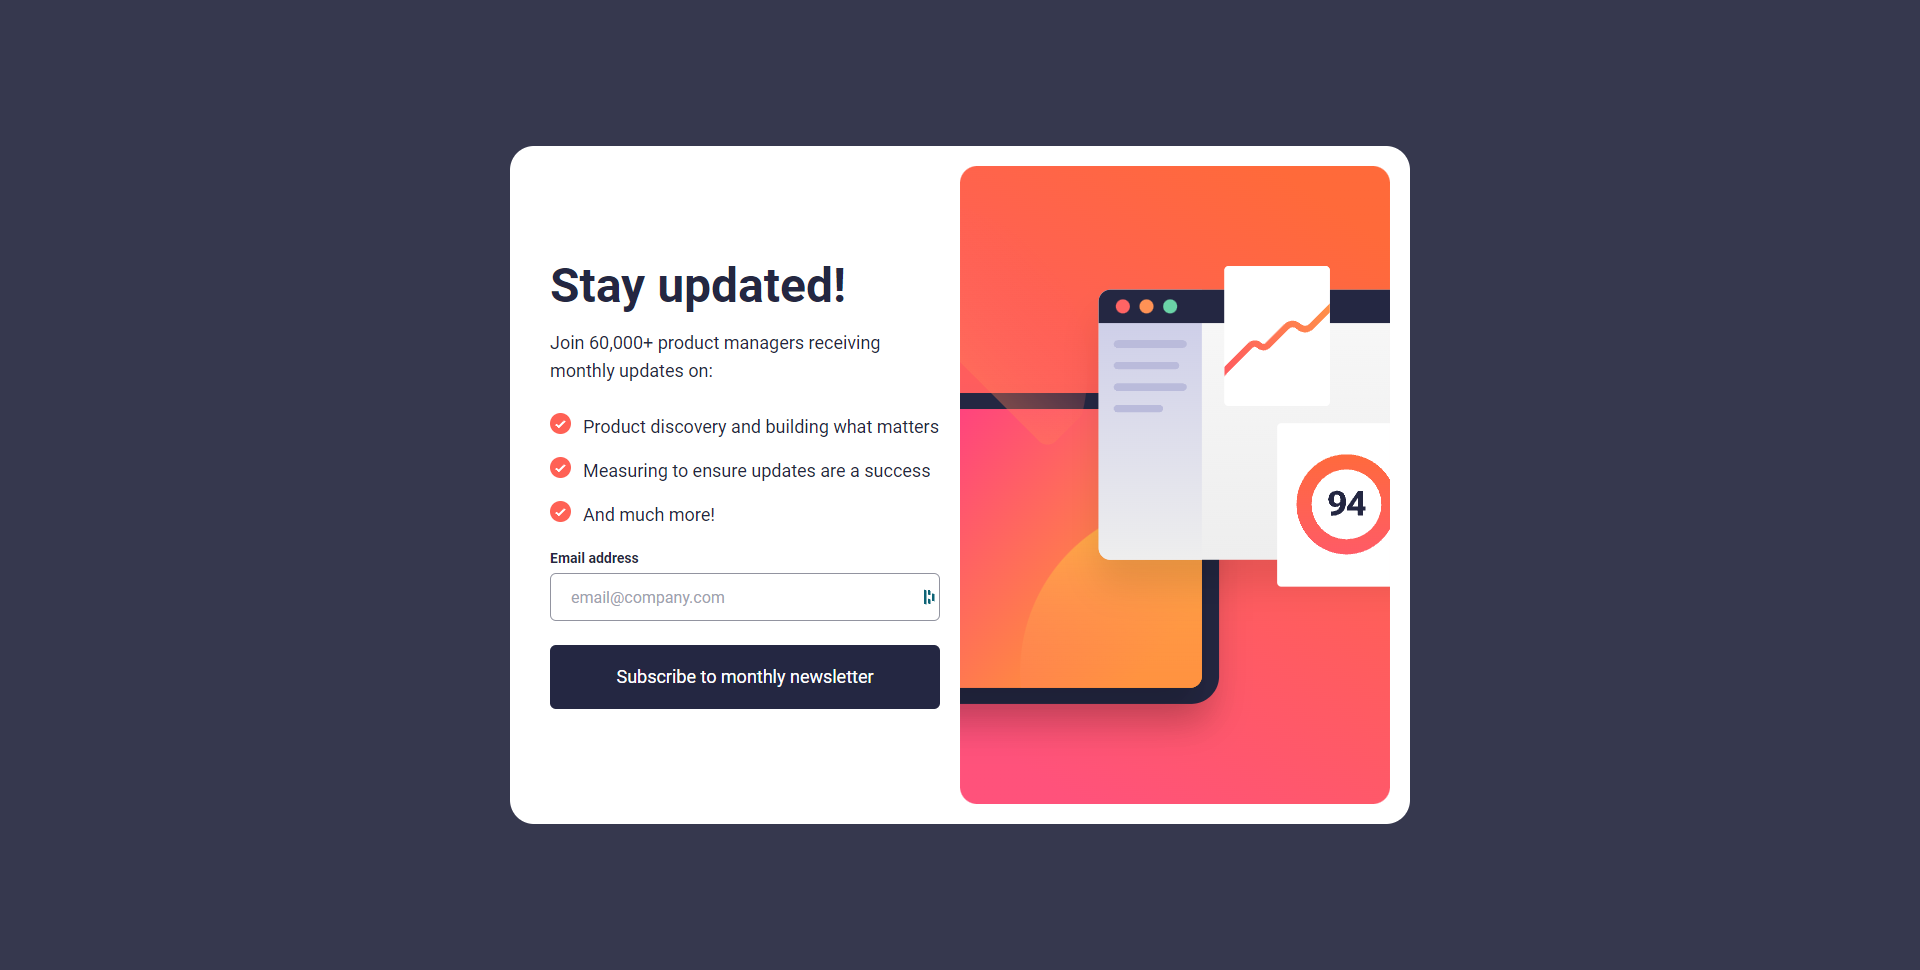 Stay updated!
Join 60,000+ product managers receiving
monthly updates on:
Product discovery and building what matters
Measuring to ensure updates are a success
And much more!
Email address
email@company.com
Subscribe to monthly newsletter
94